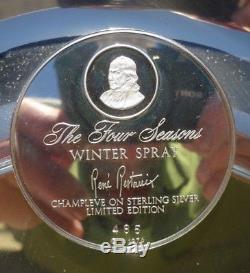 The Four Seasons
WINTER SPRAY
René Restoueix
CHAMPLEVE ON STERLING SILVER
LIMITED EDITION
485